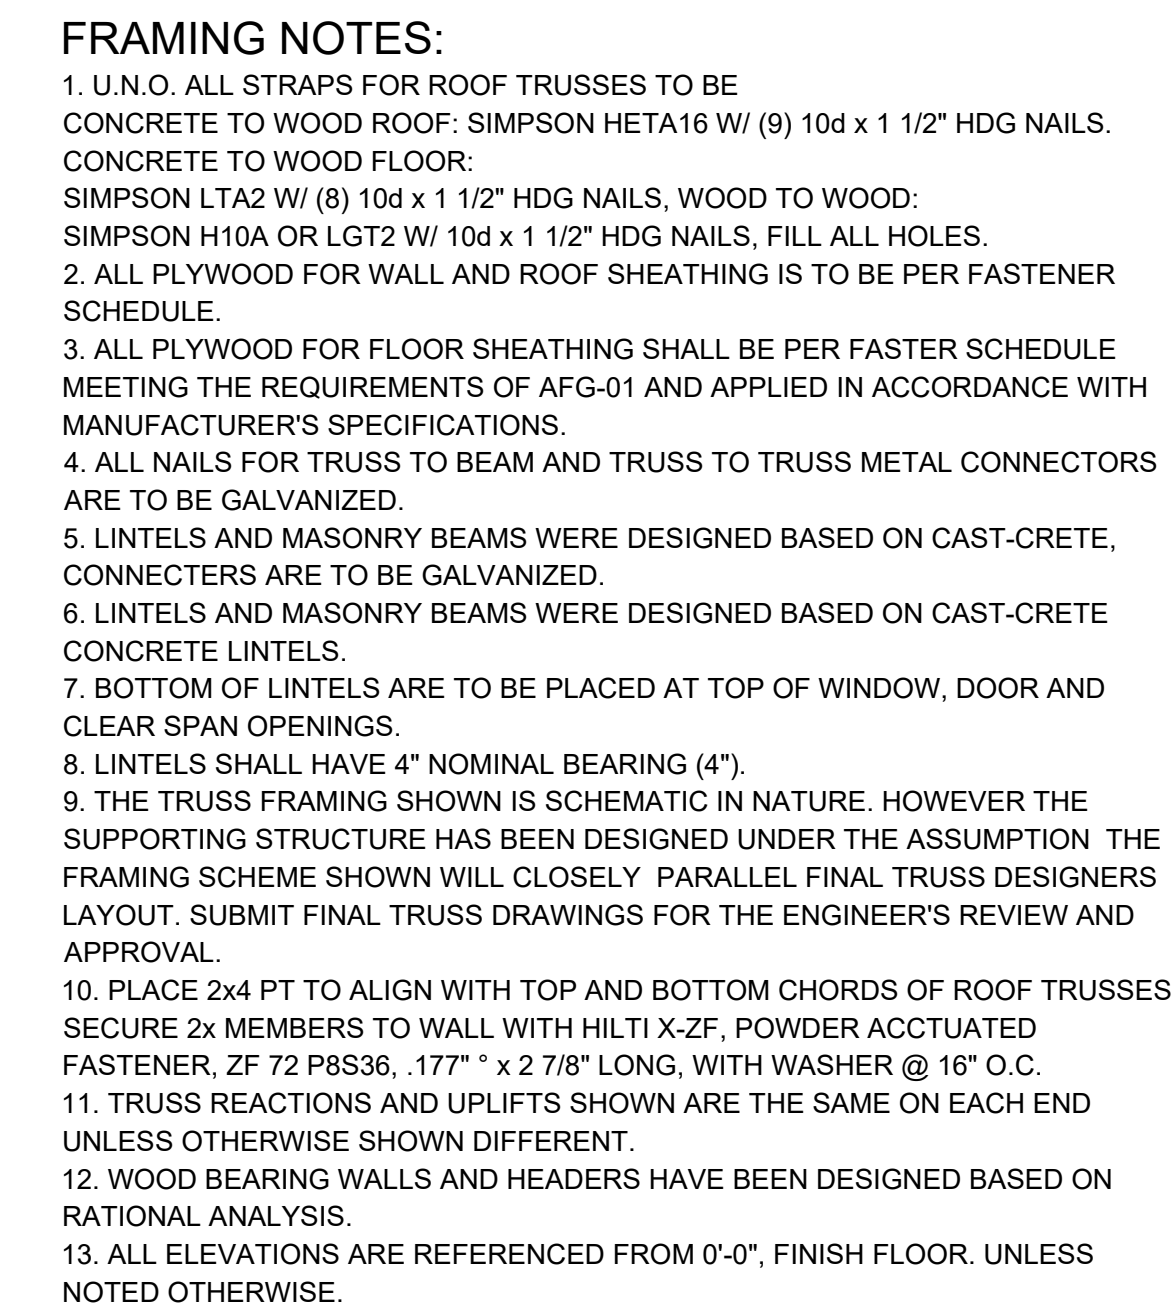 FRAMING NOTES:
1. U.N.O. ALL STRAPS FOR ROOF TRUSSES TO BE
CONCRETE TO WOOD ROOF: SIMPSON HETA16 W/ (9) 10d x 1 1/2" HDG NAILS.
CONCRETE TO WOOD FLOOR:
SIMPSON LTA2 W/ (8) 10d x 1 1/2" HDG NAILS, WOOD TO WOOD:
SIMPSON H10A OR LGT2 W/ 10d x 1 1/2" HDG NAILS, FILL ALL HOLES.
2. ALL PLYWOOD FOR WALL AND ROOF SHEATHING IS TO BE PER FASTENER
SCHEDULE.
3. ALL PLYWOOD FOR FLOOR SHEATHING SHALL BE PER FASTER SCHEDULE
MEETING THE REQUIREMENTS OF AFG-01 AND APPLIED IN ACCORDANCE WITH
MANUFACTURER'S SPECIFICATIONS.
4. ALL NAILS FOR TRUSS TO BEAM AND TRUSS TO TRUSS METAL CONNECTORS
ARE TO BE GALVANIZED.
5. LINTELS AND MASONRY BEAMS WERE DESIGNED BASED ON CAST-CRETE,
CONNECTERS ARE TO BE GALVANIZED.
6. LINTELS AND MASONRY BEAMS WERE DESIGNED BASED ON CAST-CRETE
CONCRETE LINTELS.
7. BOTTOM OF LINTELS ARE TO BE PLACED AT TOP OF WINDOW, DOOR AND
CLEAR SPAN OPENINGS.
8. LINTELS SHALL HAVE 4" NOMINAL BEARING (4").
9. THE TRUSS FRAMING SHOWN IS SCHEMATIC IN NATURE. HOWEVER THE
SUPPORTING STRUCTURE HAS BEEN DESIGNED UNDER THE ASSUMPTION THE
FRAMING SCHEME SHOWN WILL CLOSELY PARALLEL FINAL TRUSS DESIGNERS
LAYOUT. SUBMIT FINAL TRUSS DRAWINGS FOR THE ENGINEER'S REVIEW AND
APPROVAL.
10. PLACE 2x4 PT TO ALIGN WITH TOP AND BOTTOM CHORDS OF ROOF TRUSSES
SECURE 2x MEMBERS TO WALL WITH HILTI X-ZF, POWDER ACCTUATED
FASTENER, ZF 72 P8S36, .177" ° x 2 7/8" LONG, WITH WASHER @ 16" O.C.
11. TRUSS REACTIONS AND UPLIFTS SHOWN ARE THE SAME ON EACH END
UNLESS OTHERWISE SHOWN DIFFERENT.
12. WOOD BEARING WALLS AND HEADERS HAVE BEEN DESIGNED BASED ON
RATIONAL ANALYSIS.
13. ALL ELEVATIONS ARE REFERENCED FROM 0'-0", FINISH FLOOR. UNLESS
NOTED OTHERWISE.